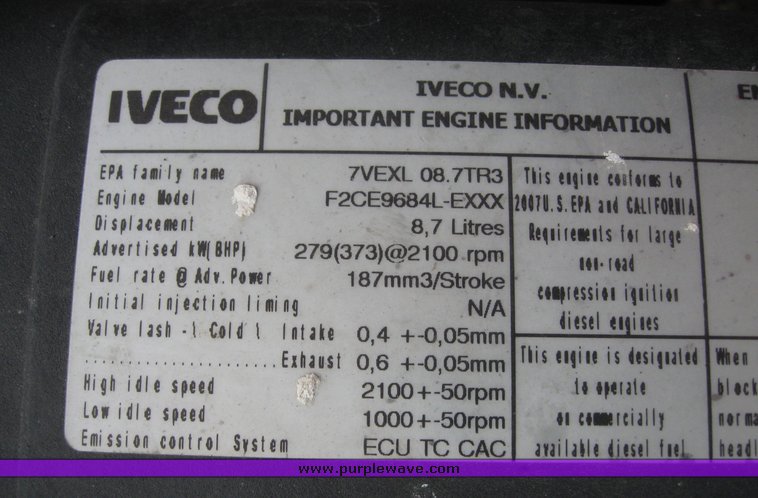 IVECO
IVECO N.V.
IMPORTANT ENGINE INFORMATION
EPA family name 7VEXL 08.7TR3
Engine Model F2CE9684L-EXXX
Displacement 8,7 Litres
Advertised kW(BHP) 279(373)@2100 rpm
Fuel rate @ Adv.Power 187mm3/Stroke
Initial injection liming N/A
Valve lash -( Cold ) Intake 0,4 +-0,05mm
.......................Exhaust 0,6 +-0,05mm
High idle speed 2100+-50rpm
Low idle speed 1000+-50rpm
Emission control System ECU TC CAC
This engine conforms to
2007U.S.EPA and CALIFORNIA
Requirements for large
non-road
compression ignition
diesel engines
This engine is designated
to operate
on commercially
available diesel fuel
When
www.purplewave.com